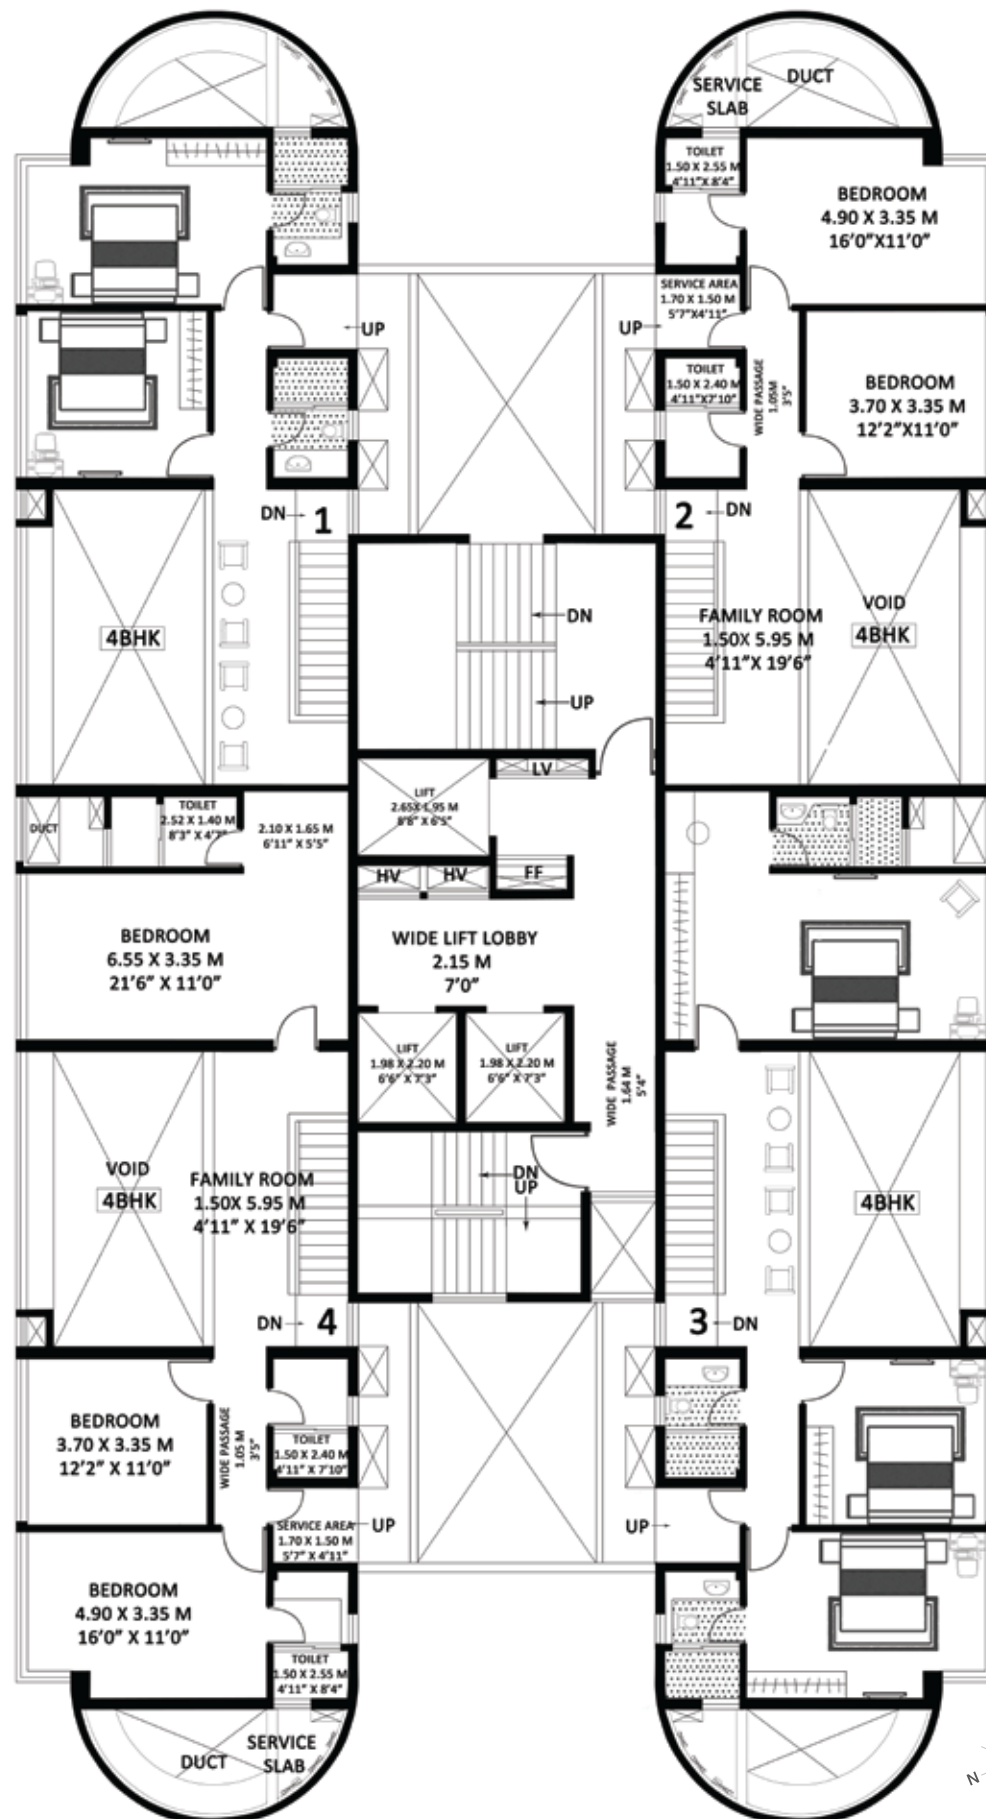 SERVICE
SLAB
DUCT
TOILET
1.50 X 2.55 M
4'11"X 8'4"
BEDROOM
4.90 X 3.35 M
16'0"X11'0"
SERVICE AREA
1.70 X 1.50 M
5'7"X4'11"
UP
UP
TOILET
1.50 X 2.40 M
4'11"X7'10"
WIDE PASSAGE
1.05M
3'5"
BEDROOM
3.70 X 3.35 M
12'2"X11'0"
DN
1
2
DN
DN
UP
4BHK
FAMILY ROOM
1.50X 5.95 M
4'11"X 19'6"
VOID
4BHK
LV
LIFT
2.65X 1.95 M
8'8" X 6'5"
DUCT
TOILET
2.52 X 1.40 M
8'3" X 4'7"
2.10 X 1.65 M
6'11" X 5'5"
HV
HV
FF
BEDROOM
6.55 X 3.35 M
21'6" X 11'0"
WIDE LIFT LOBBY
2.15 M
7'0"
LIFT
1.98 X 2.20 M
6'6" X 7'3"
LIFT
1.98 X 2.20 M
6'6" X 7'3"
WIDE PASSAGE
1.64 M
5'4"
VOID
4BHK
FAMILY ROOM
1.50X 5.95 M
4'11" X 19'6"
DN
UP
4BHK
DN
4
3
DN
BEDROOM
3.70 X 3.35 M
12'2" X 11'0"
WIDE PASSAGE
1.05 M
3'5"
TOILET
1.50 X 2.40 M
4'11" X 7'10"
SERVICE AREA
1.70 X 1.50 M
5'7" X 4'11"
UP
UP
BEDROOM
4.90 X 3.35 M
16'0" X 11'0"
TOILET
1.50 X 2.55 M
4'11" X 8'4"
DUCT
SERVICE
SLAB
N